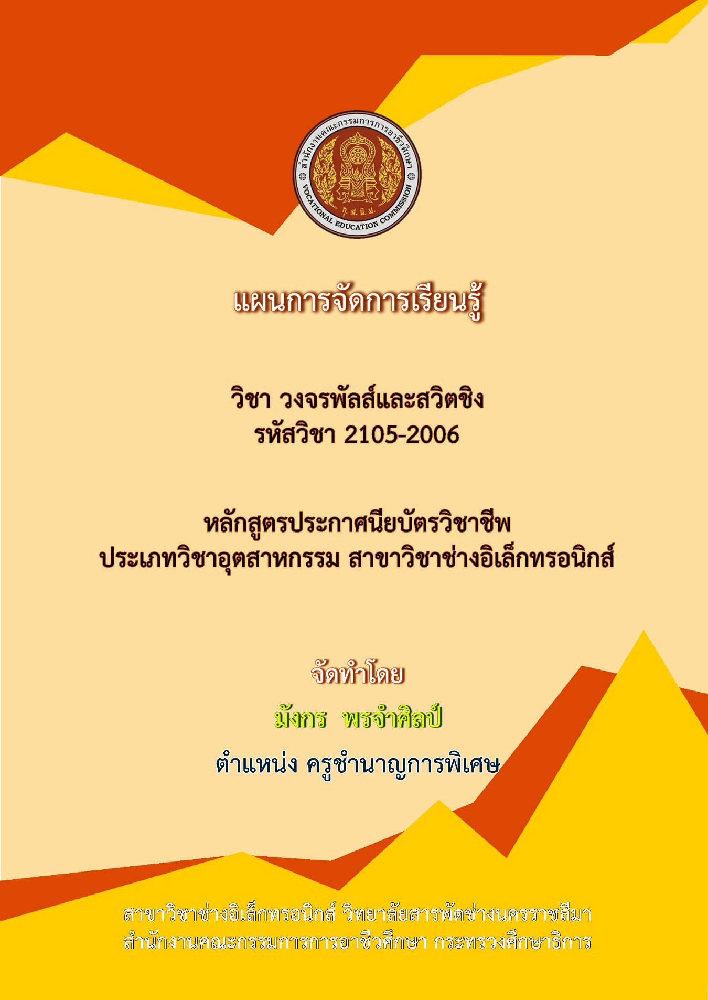 สำนักงานคณะกรรมการการอาชีวศึกษา
ทุ. ส. นิ. ม.
VOCATIONAL EDUCATION COMMISSION
แผนการจัดการเรียนรู้
วิชา วงจรพัลส์และสวิตชิง
รหัสวิชา 2105-2006
หลักสูตรประกาศนียบัตรวิชาชีพ
ประเภทวิชาอุตสาหกรรม สาขาวิชาช่างอิเล็กทรอนิกส์
จัดทำโดย
มังกร พรจำศิลป์
ตำแหน่ง ครูชำนาญการพิเศษ
สาขาวิชาช่างอิเล็กทรอนิกส์ วิทยาลัยสารพัดช่างนครราชสีมา
สำนักงานคณะกรรมการการอาชีวศึกษา กระทรวงศึกษาธิการ